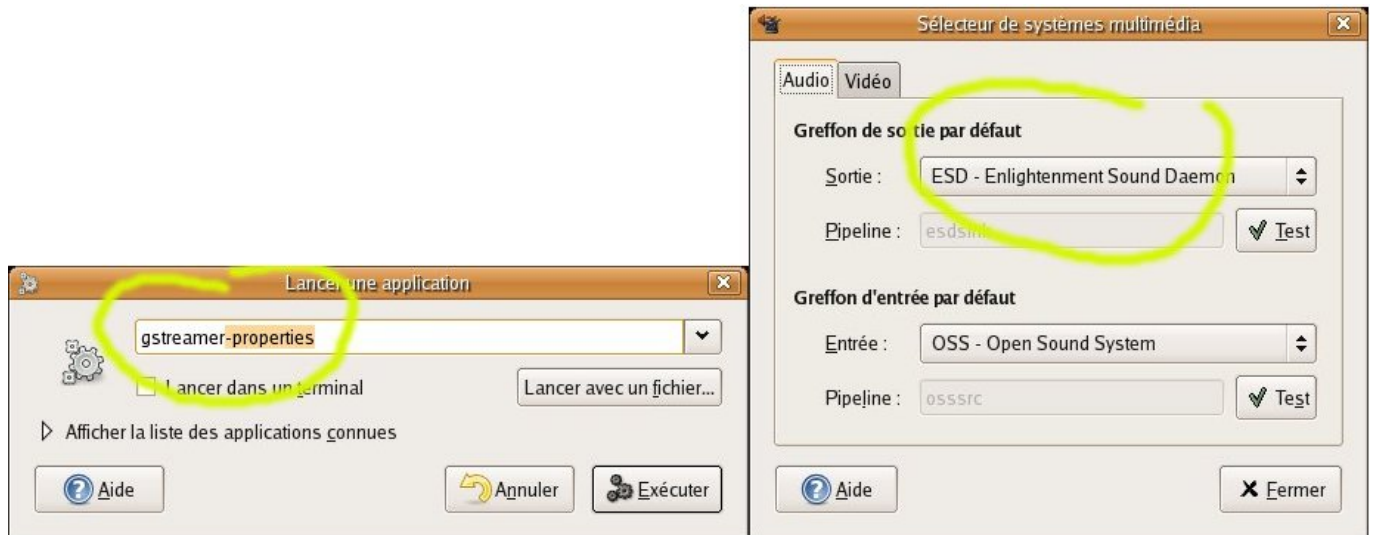 Lancer une application
gstreamer-properties
Lancer dans un terminal
Lancer avec un fichier...
Afficher la liste des applications connues
Aide
Annuler
Exécuter
Sélecteur de systèmes multimédia
Audio
Vidéo
Greffon de sortie par défaut
Sortie :
ESD - Enlightenment Sound Daemon
Pipeline :
esdsink
Test
Greffon d'entrée par défaut
Entrée :
OSS - Open Sound System
Pipeline :
osssrc
Test
Aide
Fermer